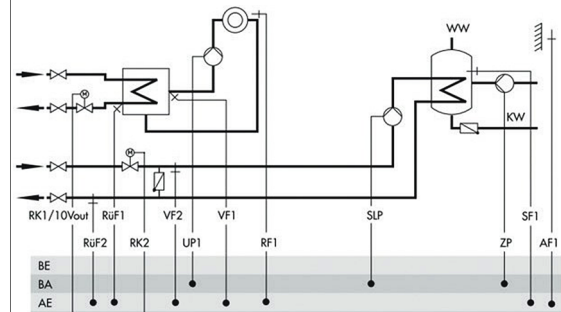 WW
M
KW
M
RK1/10Vout RüF1 VF2 VF1 SLP SF1
RüF2 RK2 UP1 RF1 ZP AF1
BE
BA
AE